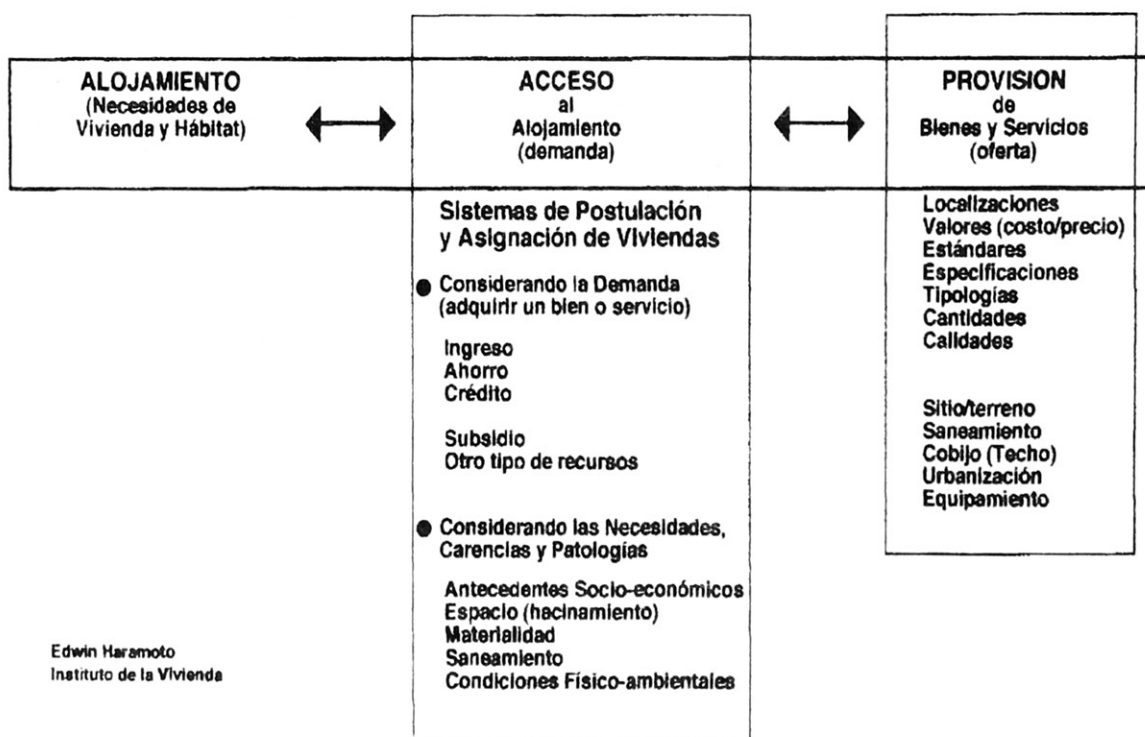 ALOJAMIENTO
(Necesidades de
Vivienda y Hábitat)
ACCESO
al
Alojamiento
(demanda)
PROVISION
de
Bienes y Servicios
(oferta)
Sistemas de Postulación
y Asignación de Viviendas
● Considerando la Demanda
(adquirir un bien o servicio)
Ingreso
Ahorro
Crédito
Subsidio
Otro tipo de recursos
● Considerando las Necesidades,
Carencias y Patologías
Antecedentes Socio-económicos
Espacio (hacinamiento)
Materialidad
Saneamiento
Condiciones Físico-ambientales
Localizaciones
Valores (costo/precio)
Estándares
Especificaciones
Tipologías
Cantidades
Calidades
Sitio/terreno
Saneamiento
Cobijo (Techo)
Urbanización
Equipamiento
Edwin Haramoto
Instituto de la Vivienda